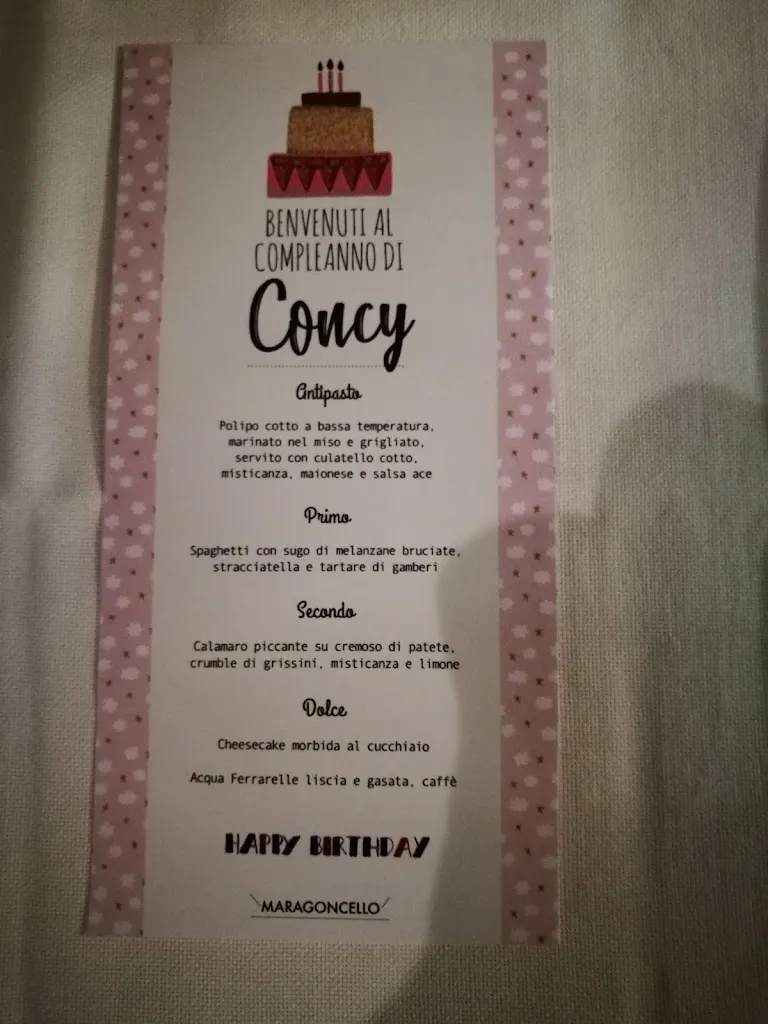 BENVENUTI AL
COMPLEANNO DI
Concy
Antipasto
Polipo cotto a bassa temperatura,
marinato nel miso e grigliato,
servito con culatello cotto,
misticanza, maionese e salsa ace
Primo
Spaghetti con sugo di melanzane bruciate,
stracciatella e tartare di gamberi
Secondo
Calamaro piccante su cremoso di patete,
crumble di grissini, misticanza e limone
Dolce
Cheesecake morbida al cucchiaio
Acqua Ferrarelle liscia e gasata, caffè
HAPPY BIRTHDAY
MARAGONCELLO